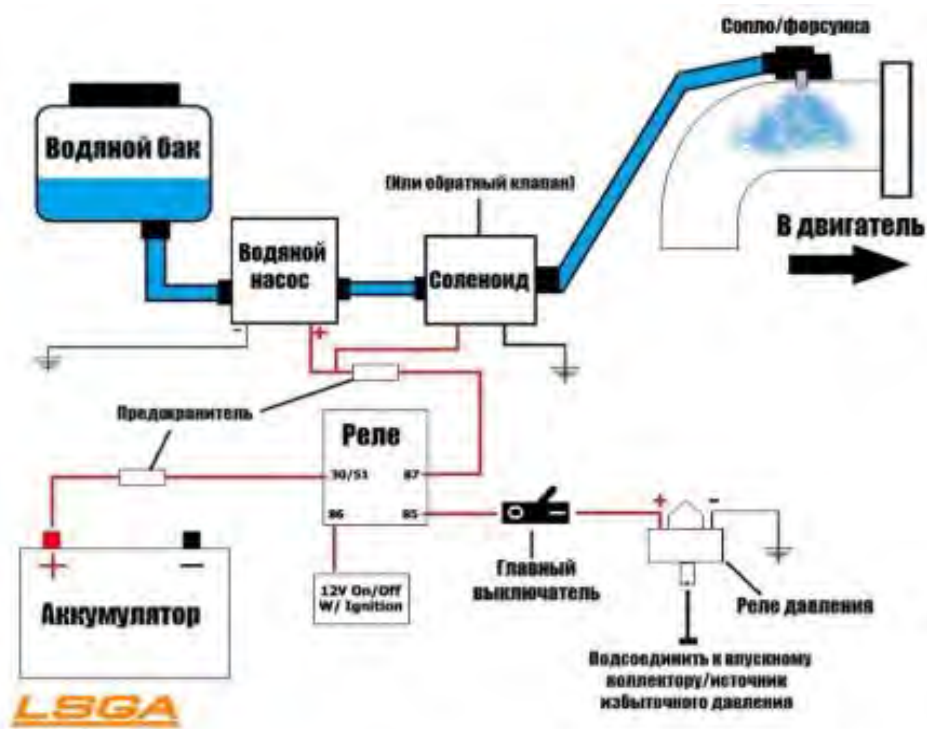 Сопло/форсунка
Водяной бак
(Или обратный клапан)
В двигатель
Водяной
насос
Соленоид
-
+
Предохранитель
Реле
30/51
87
86
85
+
-
12V On/Off
W/ Ignition
Главный
выключатель
Реле давления
+
-
Аккумулятор
Подсоединить к впускному
коллектору/источник
избыточного давления
LSGA